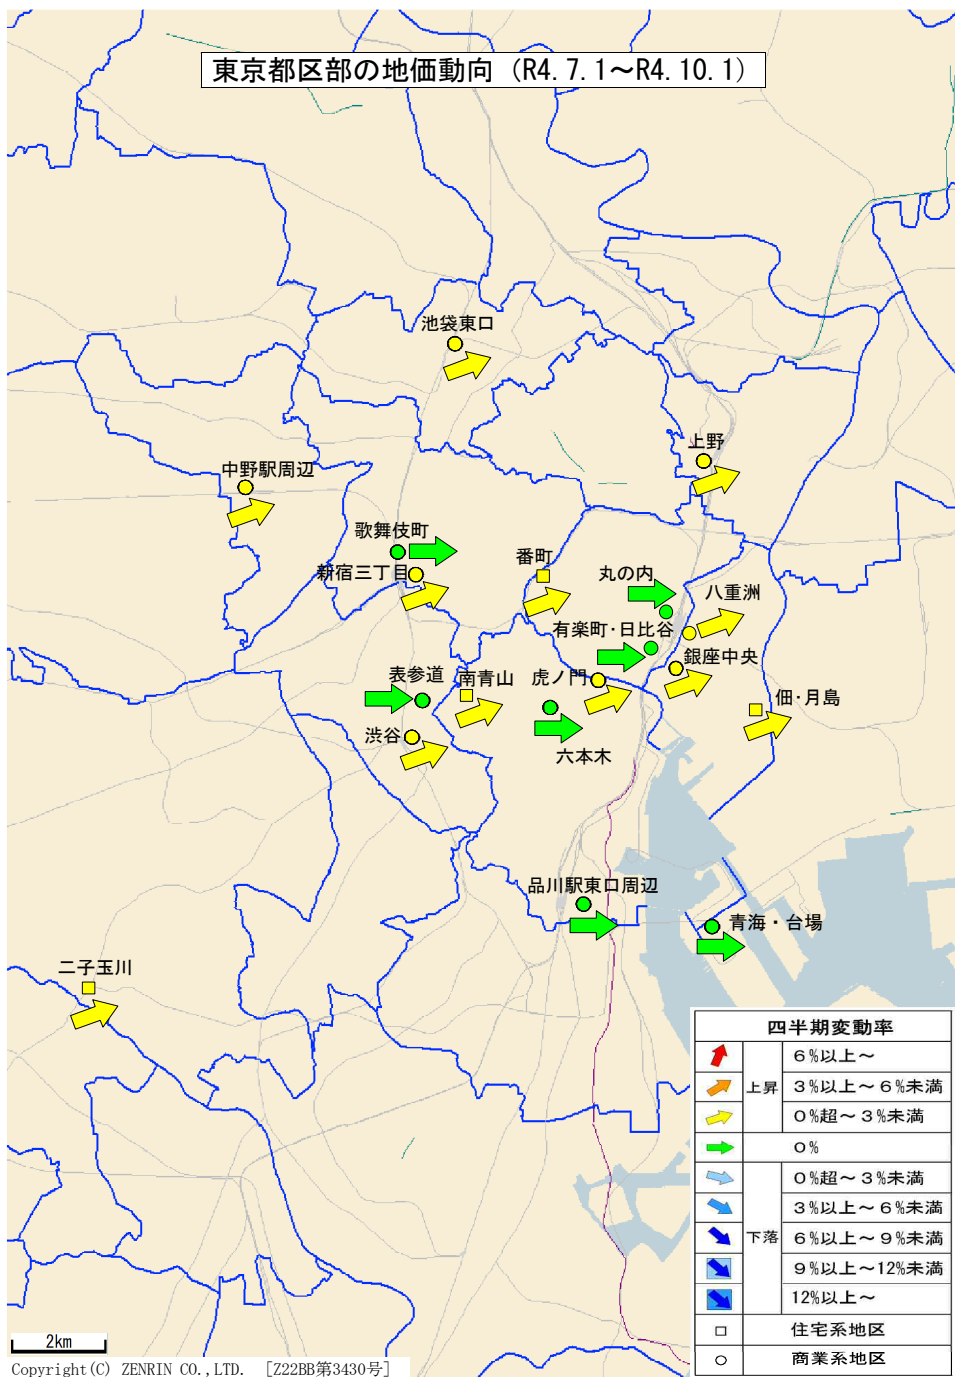 東京都区部の地価動向 (R4.7.1～R4.10.1)
池袋東口
上野
中野駅周辺
歌舞伎町
新宿三丁目
番町
丸の内
八重洲
有楽町・日比谷
銀座中央
表参道
南青山
虎ノ門
佃・月島
渋谷
六本木
品川駅東口周辺
青海・台場
二子玉川
四半期変動率
上昇
6%以上～
3%以上～6%未満
0%超～3%未満
0%
下落
0%超～3%未満
3%以上～6%未満
6%以上～9%未満
9%以上～12%未満
12%以上～
住宅系地区
商業系地区
2km
Copyright(C) ZENRIN CO.,LTD. [Z22BB第3430号]